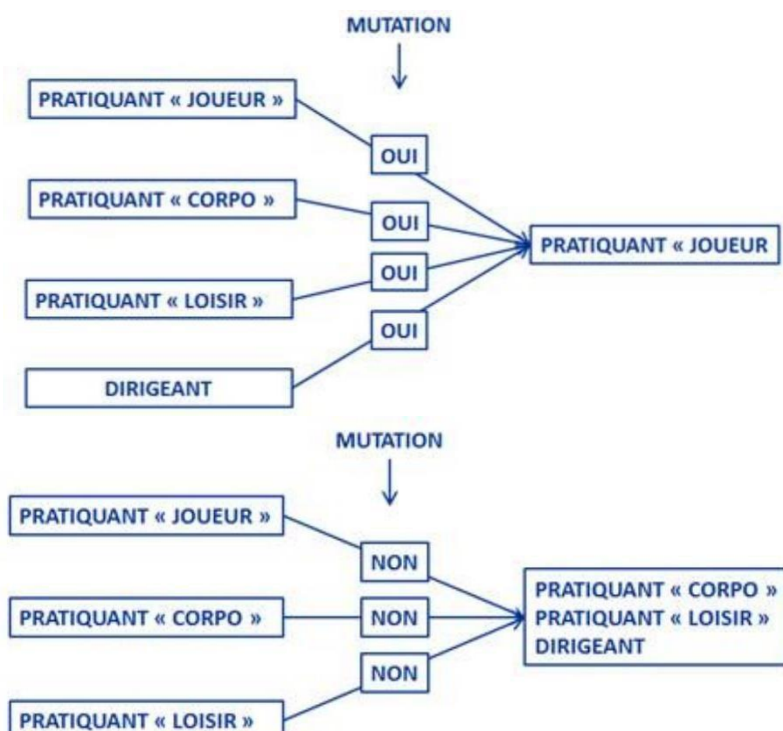 MUTATION
PRATIQUANT « JOUEUR »
OUI
PRATIQUANT « CORPO »
OUI
PRATIQUANT « JOUEUR
OUI
PRATIQUANT « LOISIR »
OUI
DIRIGEANT
MUTATION
PRATIQUANT « JOUEUR »
NON
PRATIQUANT « CORPO »
PRATIQUANT « CORPO »
NON
PRATIQUANT « LOISIR »
DIRIGEANT
NON
PRATIQUANT « LOISIR »